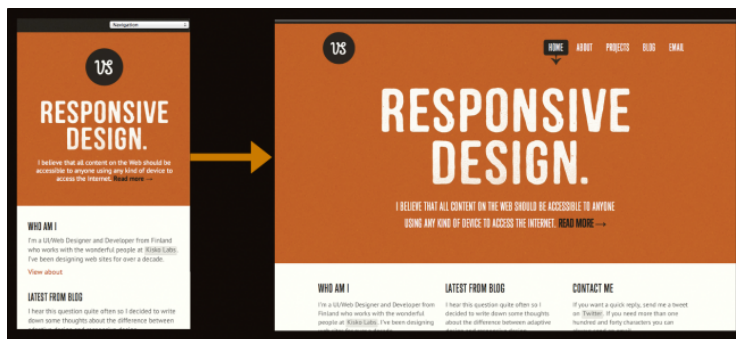 Navigation
VS
RESPONSIVE
DESIGN.
I believe that all content on the Web should be
accessible to anyone using any kind of device to
access the internet. Read more →
WHO AM I
I'm a UI/Web Designer and Developer from Finland
who works with the wonderful people at Kisko Labs.
I've been designing web sites for over a decade.
View about
LATEST FROM BLOG
I hear this question quite often so I decided to write
down some thoughts about the difference between
adaptive design and responsive design.
VS
HOME ABOUT PROJECTS BLOG EMAIL
RESPONSIVE
DESIGN.
I BELIEVE THAT ALL CONTENT ON THE WEB SHOULD BE ACCESSIBLE TO ANYONE
USING ANY KIND OF DEVICE TO ACCESS THE INTERNET. READ MORE →
WHO AM I
I'm a UI/Web Designer and Developer from
Finland who works with the wonderful
people at Kisko Labs. I've been designing
LATEST FROM BLOG
I hear this question quite often so I
decided to write down some thoughts
about the difference between adaptive
CONTACT ME
If you want a quick reply, send me a tweet
on Twitter. If you need more than one
hundred and forty characters you can